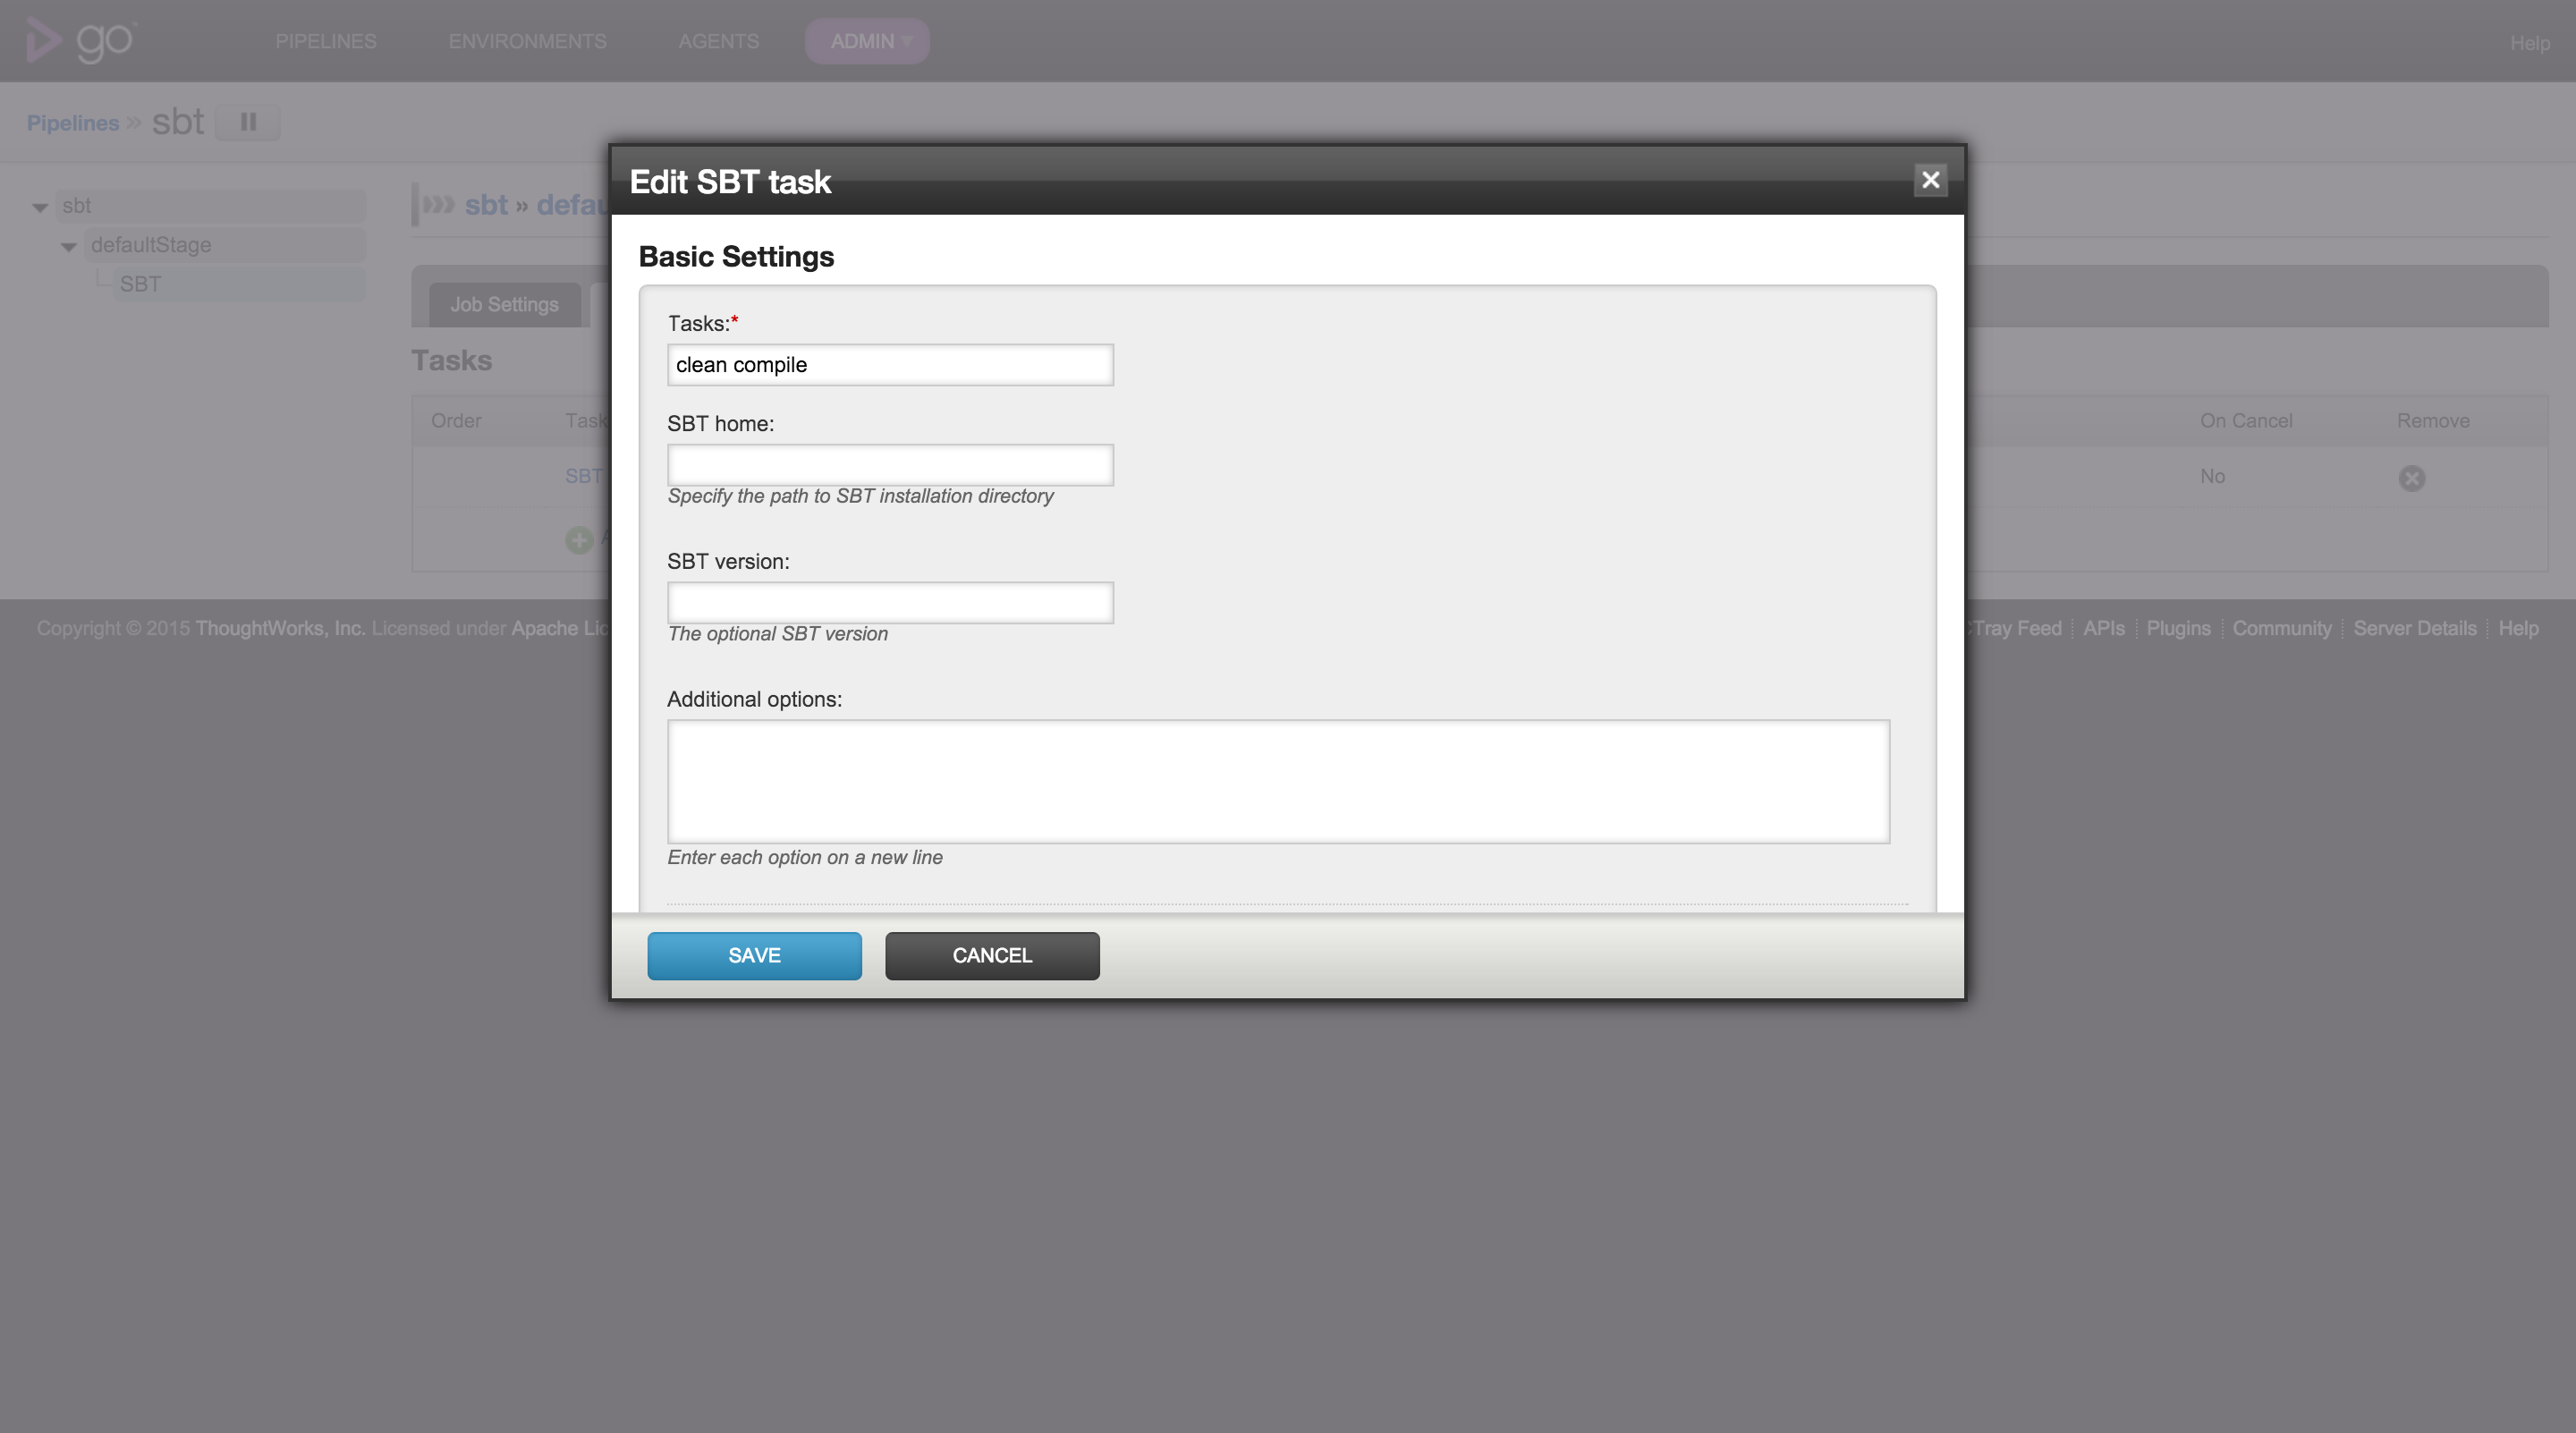 go
PIPELINES ENVIRONMENTS AGENTS ADMIN Help
Pipelines » sbt
Edit SBT task
sbt
sbt »
defaultStage
SBT
Job Settings
Tasks
Order
On Cancel Remove
SBT
No
Basic Settings
Tasks:*
clean compile
SBT home:
Specify the path to SBT installation directory
SBT version:
The optional SBT version
Additional options:
Enter each option on a new line
SAVE CANCEL
Copyright © 2015 ThoughtWorks, Inc. Licensed under Apache
Tray Feed APIs Plugins Community Server Details Help